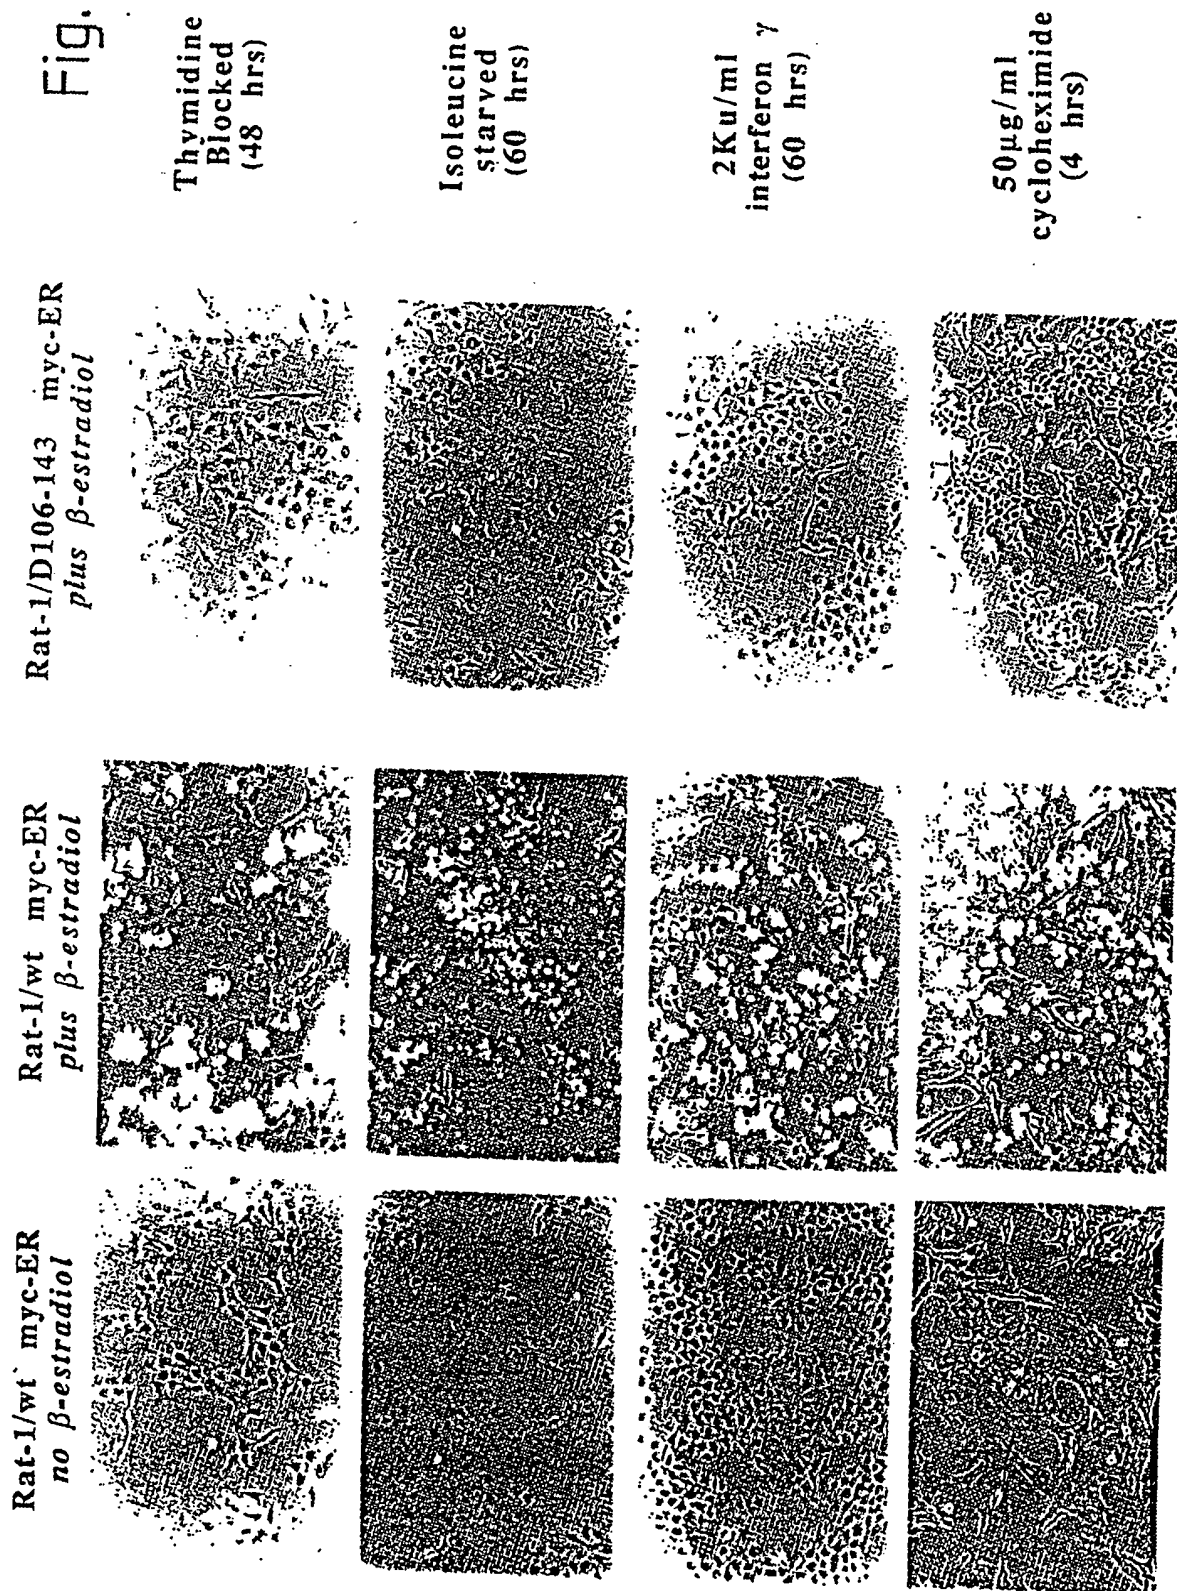 Fig.
Rat-1/wt myc-ER
no β-estradiol
Rat-1/wt myc-ER
plus β-estradiol
Rat-1/D106-143 myc-ER
plus β-estradiol
Thymidine
Blocked
(48 hrs)
Isoleucine
starved
(60 hrs)
2Ku/ml
interferon γ
(60 hrs)
50µg/ml
cycloheximide
(4 hrs)